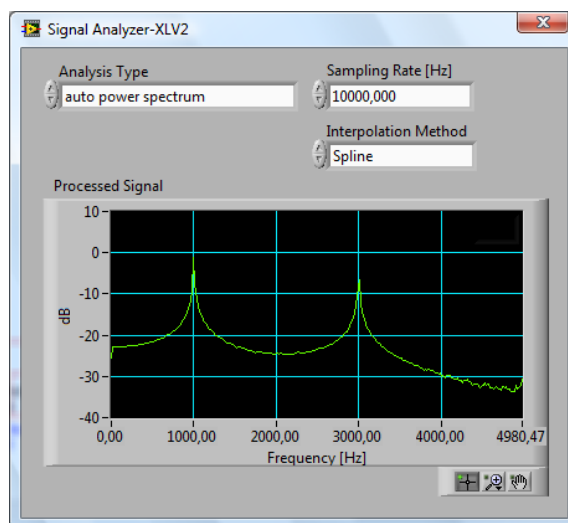 Signal Analyzer-XLV2
Analysis Type
auto power spectrum
Sampling Rate [Hz]
10000,000
Interpolation Method
Spline
Processed Signal
dB
10
0
-10
-20
-30
-40
0,00 1000,00 2000,00 3000,00 4000,00 4980,47
Frequency [Hz]